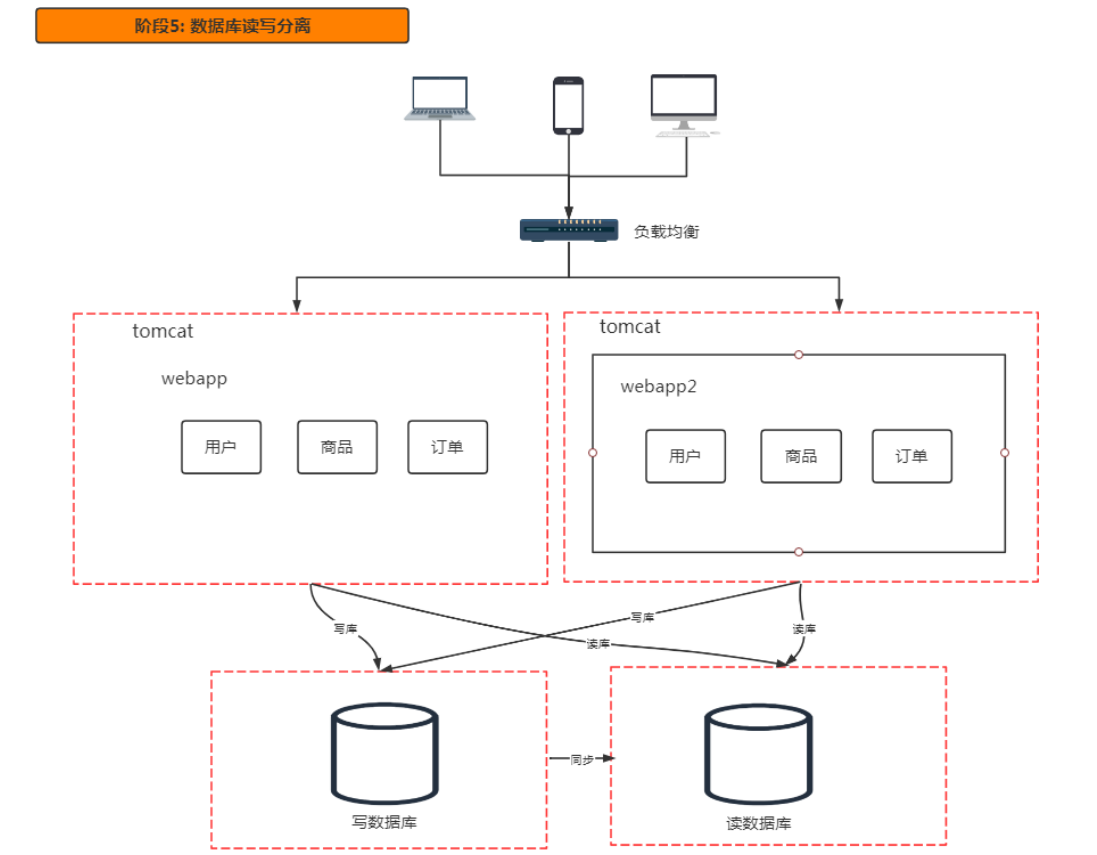 阶段5: 数据库读写分离
负载均衡
tomcat
tomcat
webapp
webapp2
用户
商品
订单
用户
商品
订单
写库
写库
读库
读库
同步
写数据库
读数据库